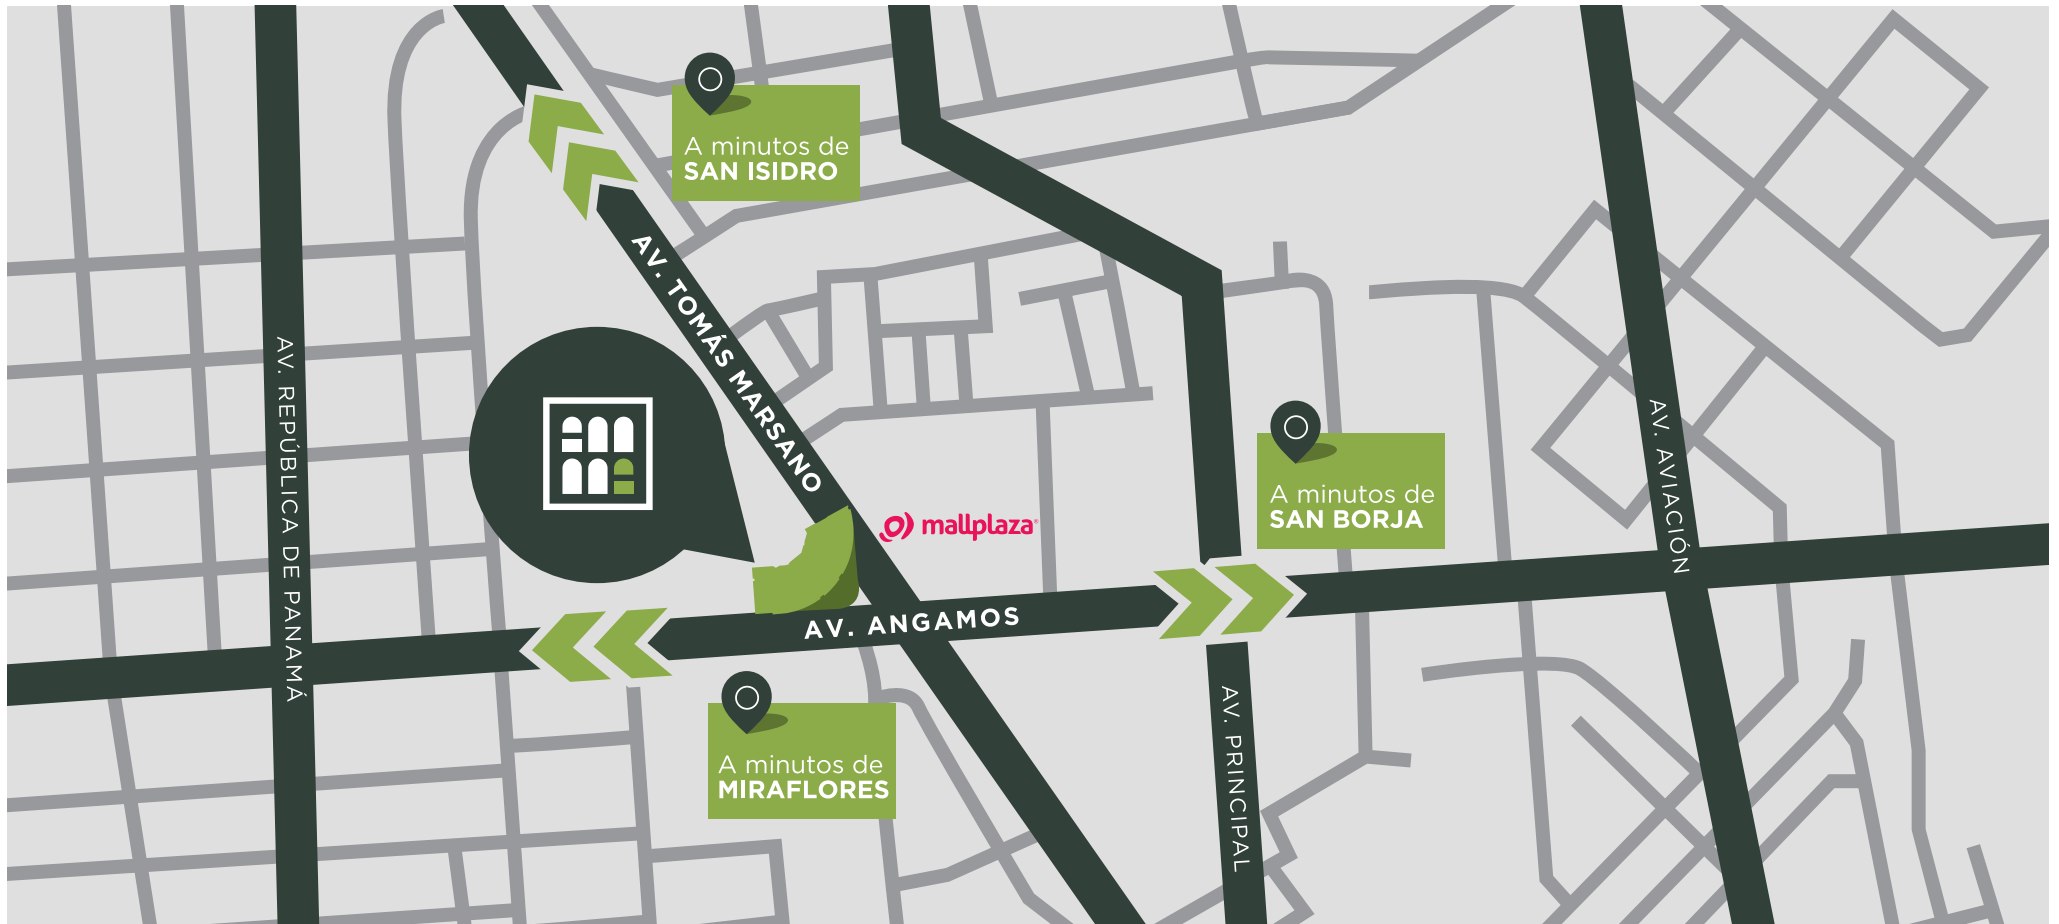 A minutos de
SAN ISIDRO
AV. TOMÁS MARSANO
AV. REPÚBLICA DE PANAMÁ
mallplaza
A minutos de
SAN BORJA
AV. AVIACIÓN
AV. ANGAMOS
A minutos de
MIRAFLORES
AV. PRINCIPAL